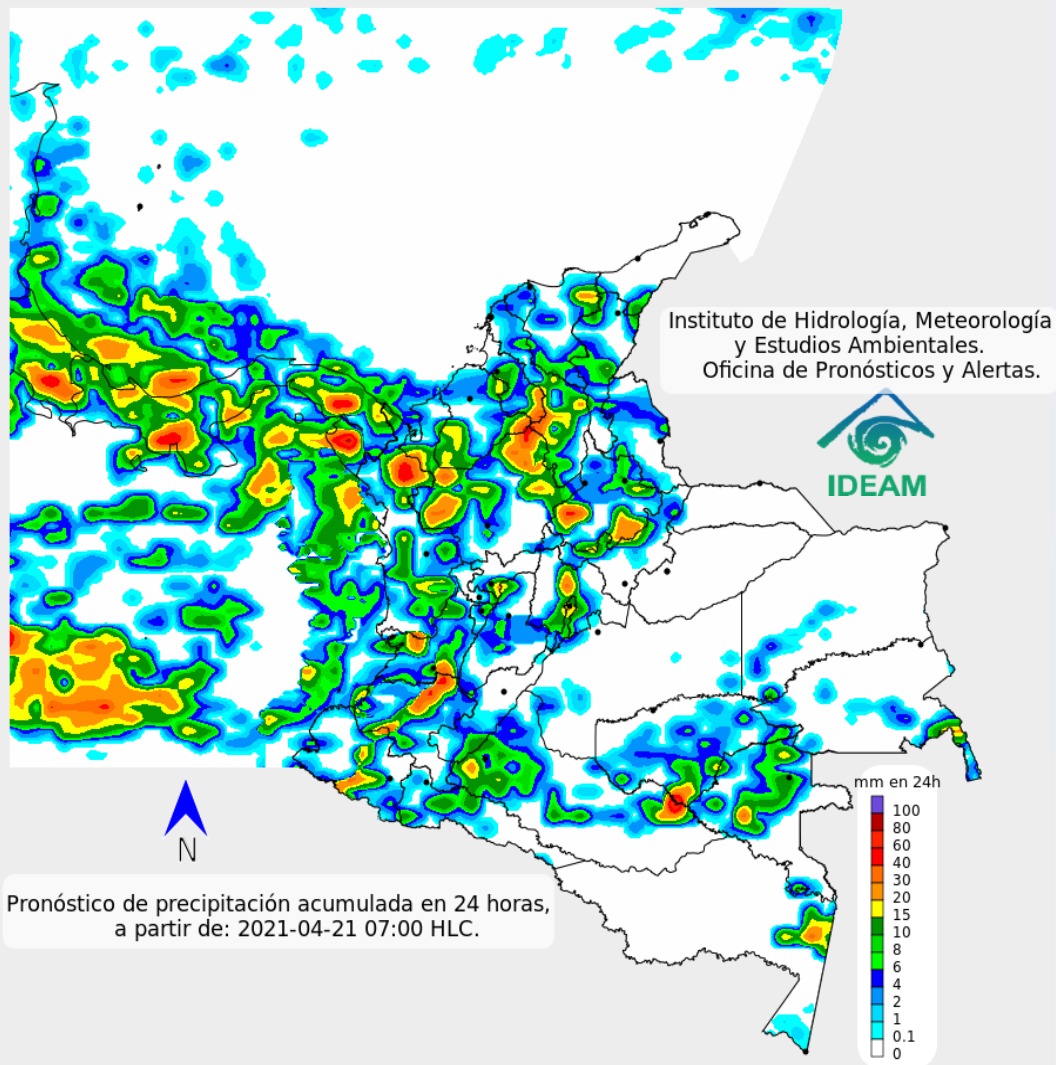 Instituto de Hidrología, Meteorología
y Estudios Ambientales.
Oficina de Pronósticos y Alertas.
IDEAM
mm en 24h
100
80
60
40
30
20
15
10
8
6
4
2
1
0.1
0
N
Pronóstico de precipitación acumulada en 24 horas,
a partir de: 2021-04-21 07:00 HLC.